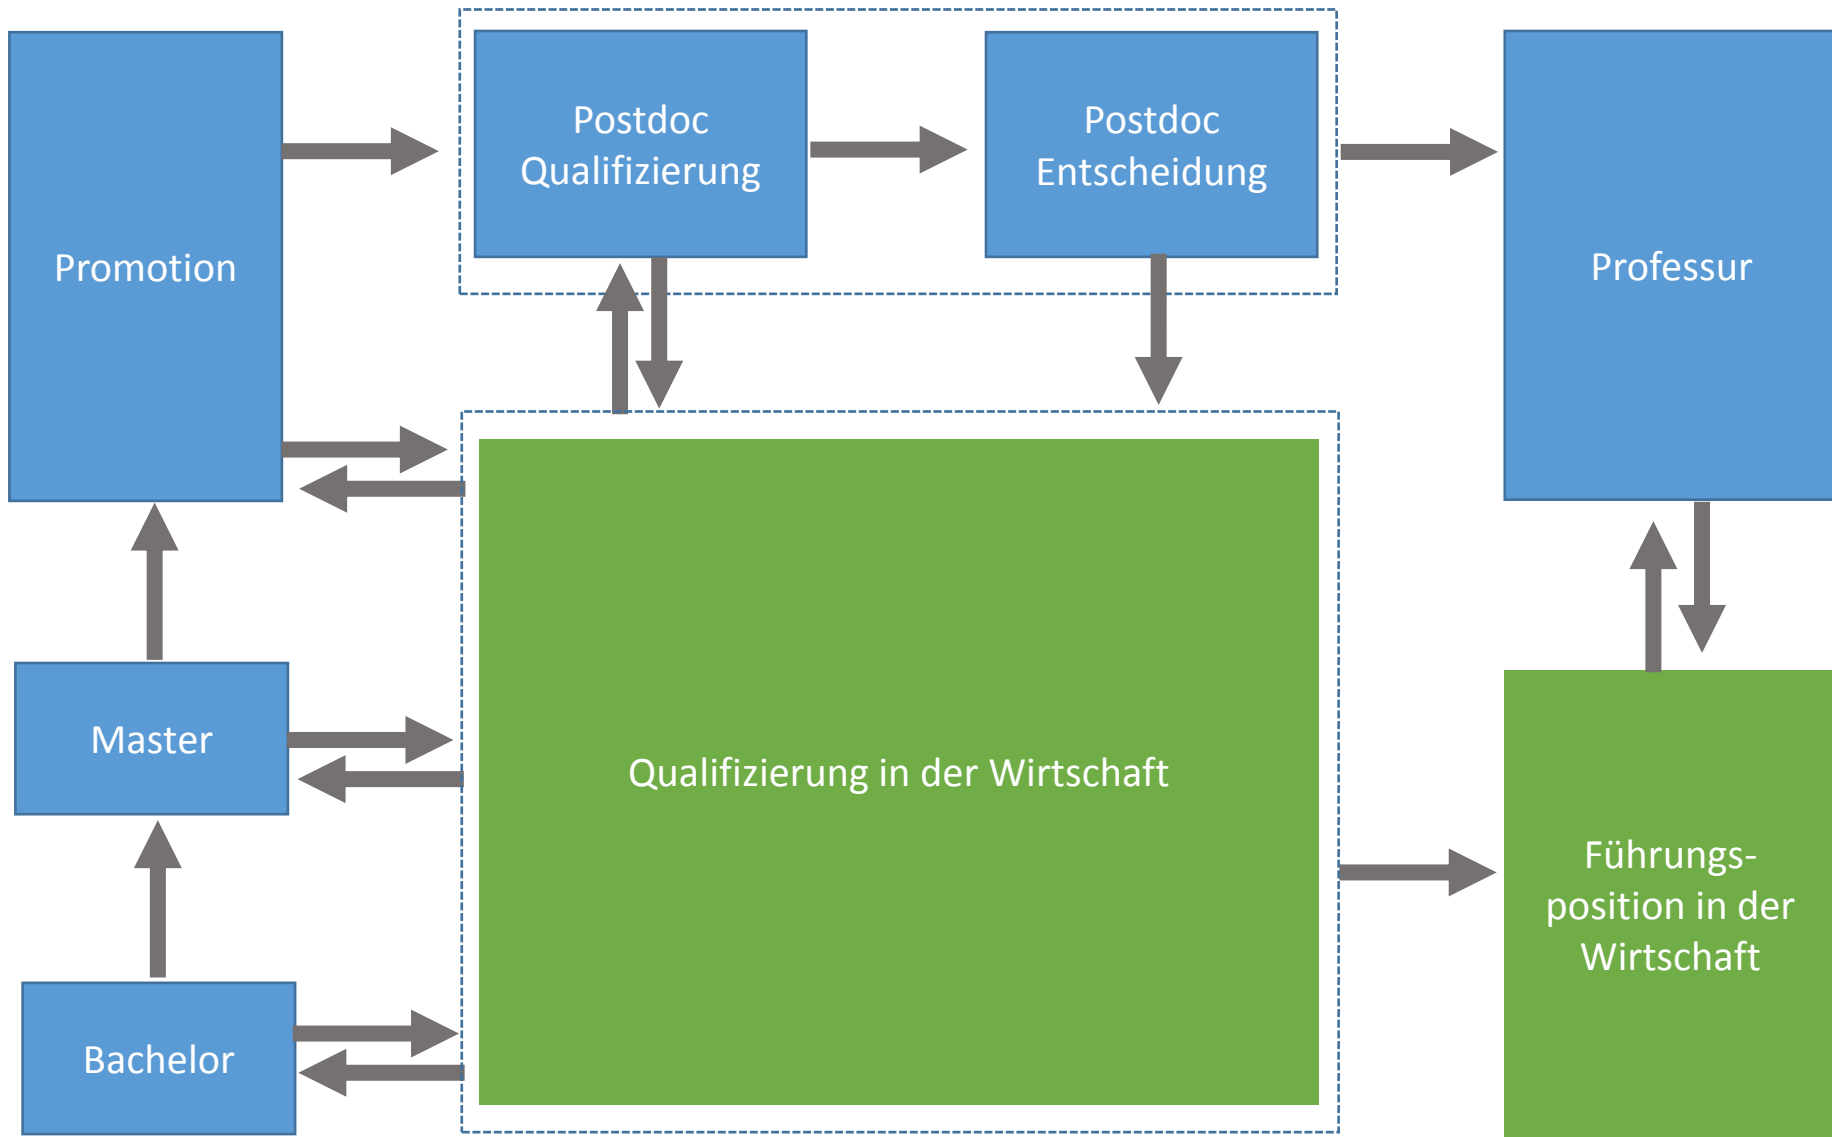 Promotion
Postdoc
Qualifizierung
Postdoc
Entscheidung
Professur
Master
Qualifizierung in der Wirtschaft
Führungs-
position in der
Wirtschaft
Bachelor